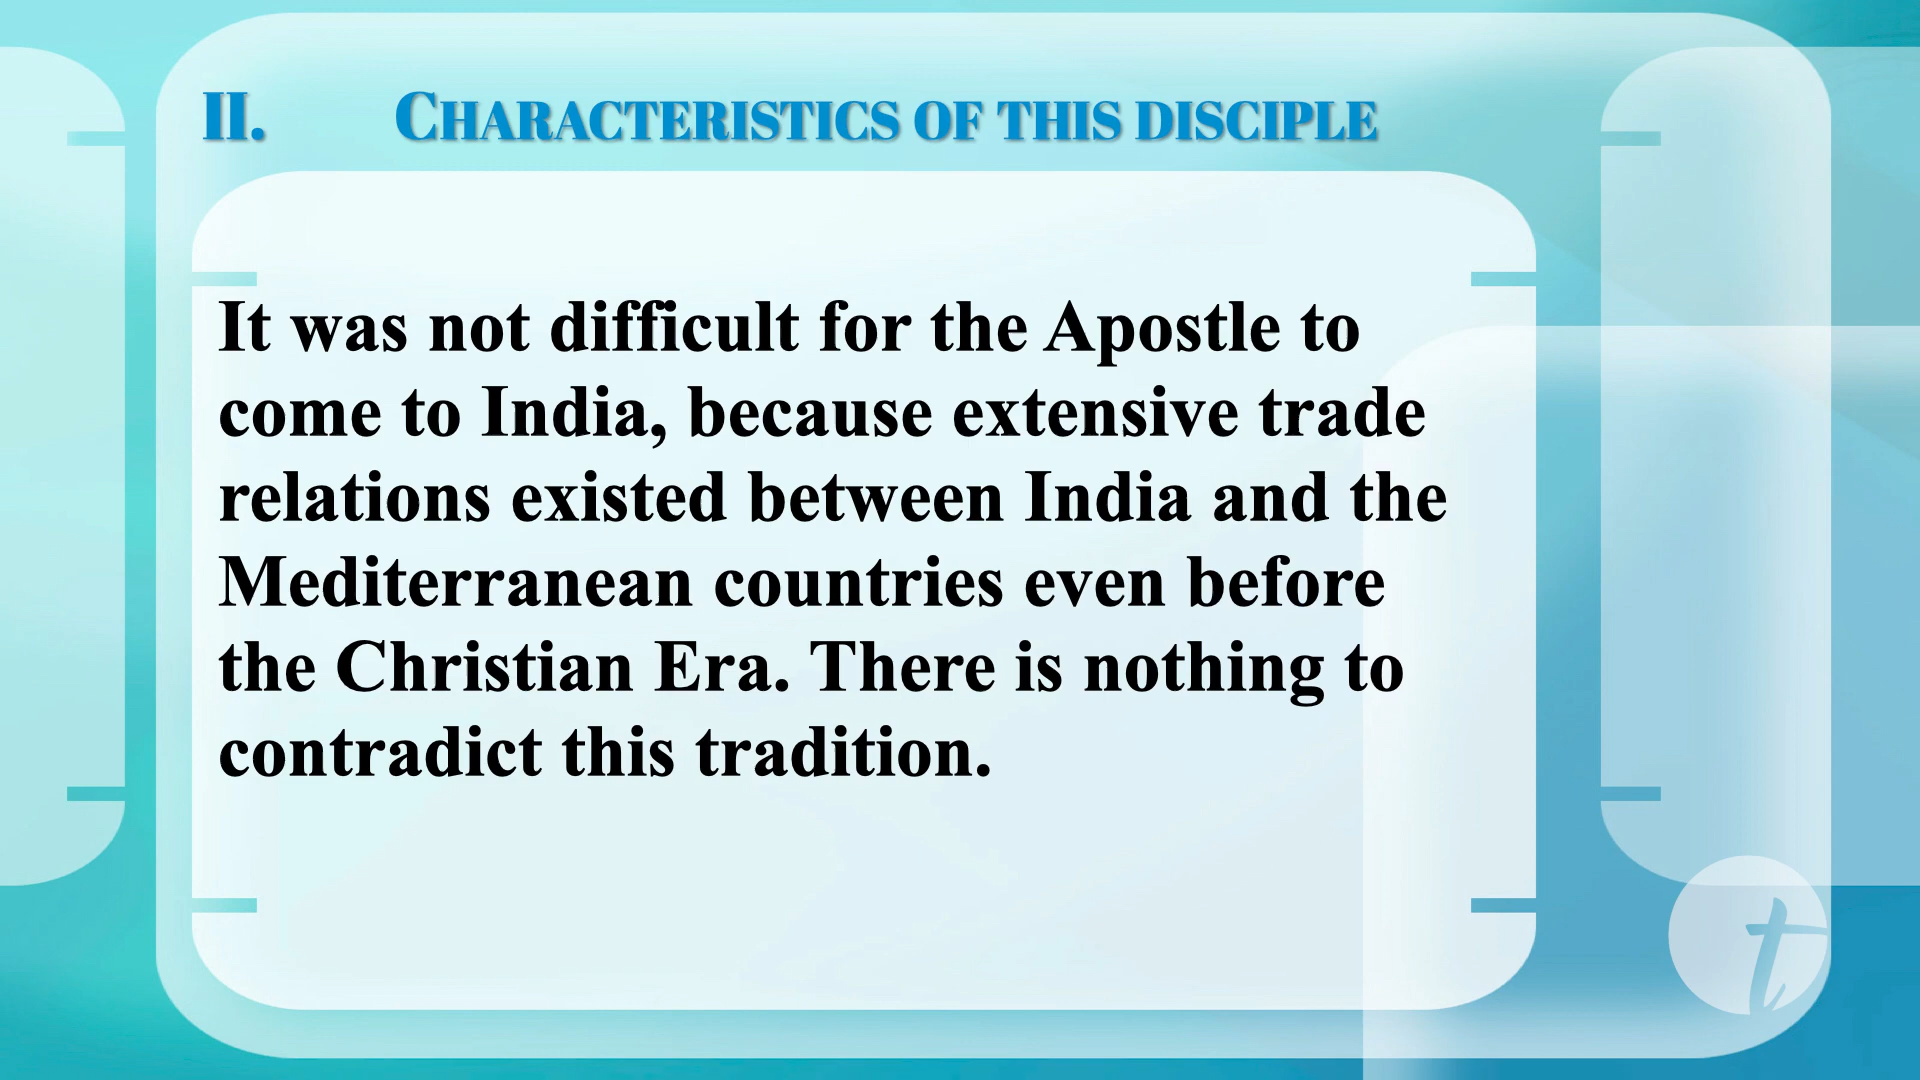 II. Characteristics of this disciple
It was not difficult for the Apostle to
come to India, because extensive trade
relations existed between India and the
Mediterranean countries even before
the Christian Era. There is nothing to
contradict this tradition.
t